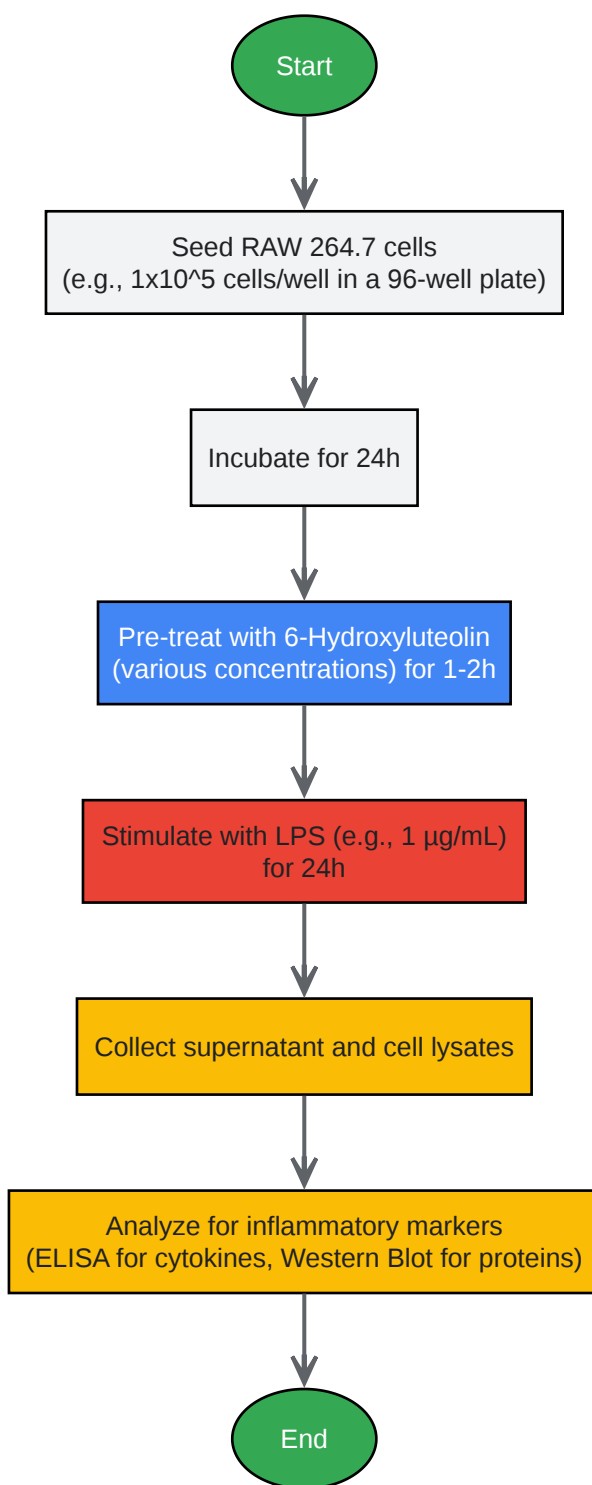 Start
Seed RAW 264.7 cells
(e.g., 1x10^5 cells/well in a 96-well plate)
Incubate for 24h
Pre-treat with 6-Hydroxyluteolin
(various concentrations) for 1-2h
Stimulate with LPS (e.g., 1 µg/mL)
for 24h
Collect supernatant and cell lysates
Analyze for inflammatory markers
(ELISA for cytokines, Western Blot for proteins)
End